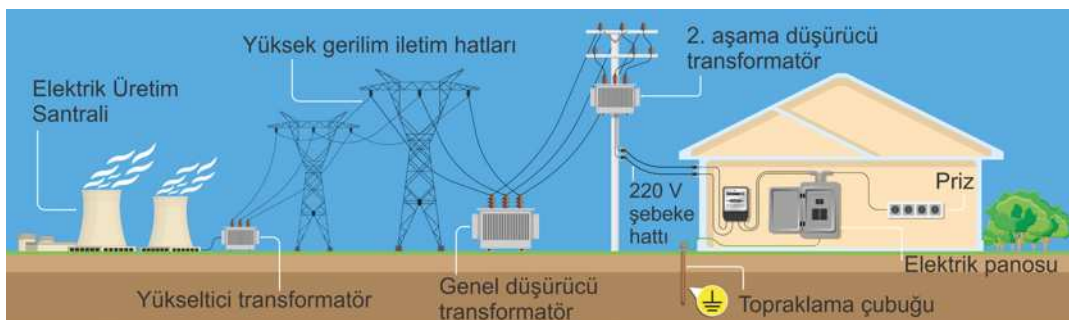 Elektrik Üretim
Santrali
Yüksek gerilim iletim hatları
2. aşama düşürücü
transformatör
220 V
şebeke
hattı
Priz
Elektrik panosu
Yükseltici transformatör
Genel düşürücü
transformatör
Topraklama çubuğu